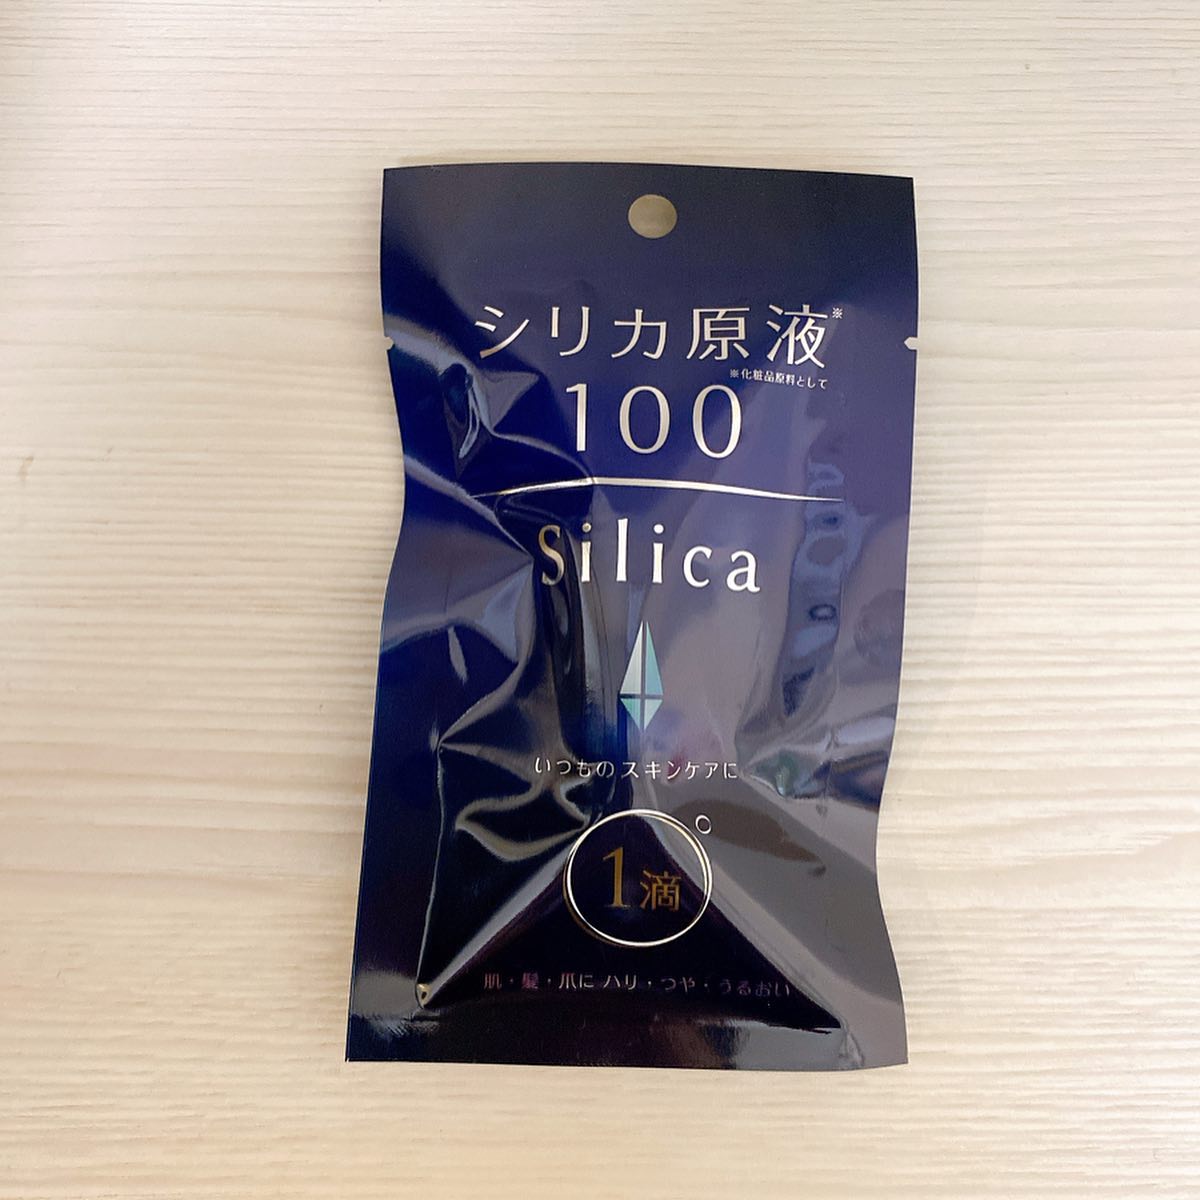 シリカ原液※
※化粧品原料として
100
Silica
いつものスキンケアに
1滴
肌・髪・爪に ハリ・つや・うるおい